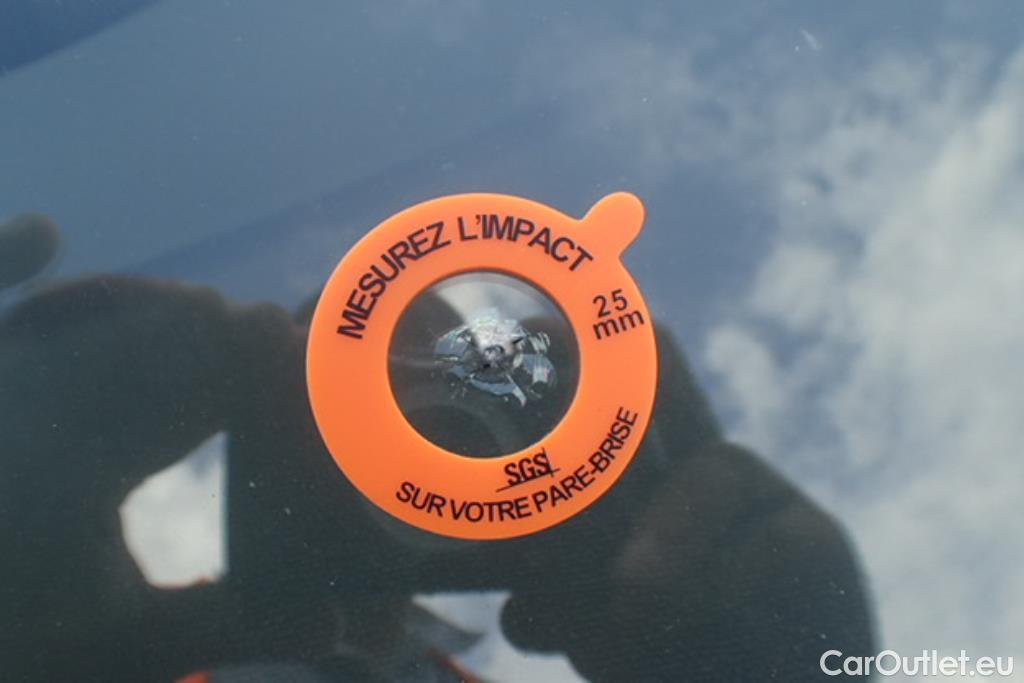 MESUREZ L'IMPACT
25
mm
SGS
SUR VOTRE PARE-BRISE
CarOutlet.eu